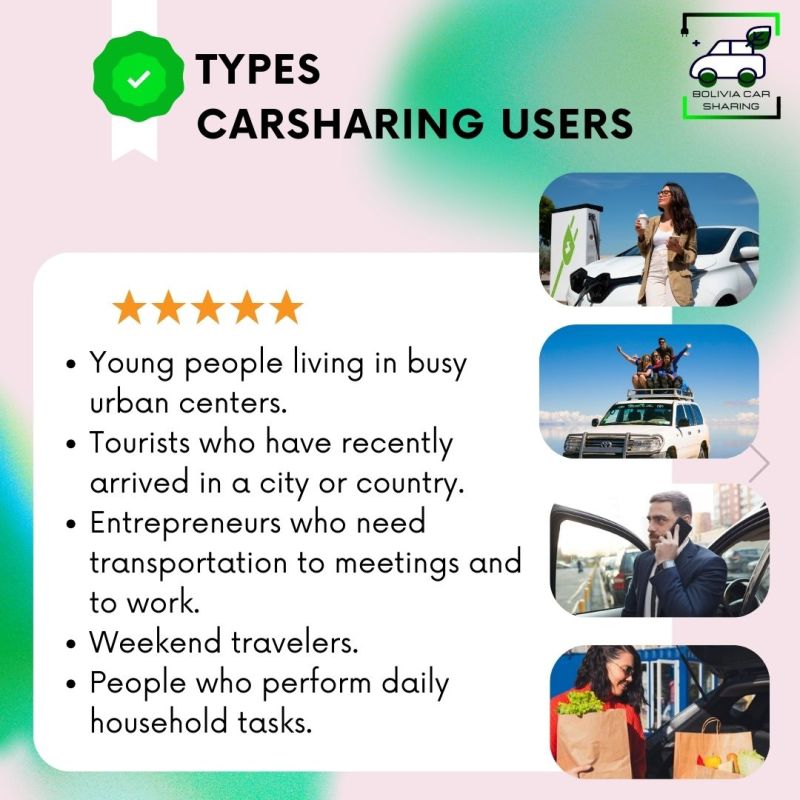 TYPES
CARSHARING USERS
BOLIVIA CAR
SHARING
• Young people living in busy
urban centers.
• Tourists who have recently
arrived in a city or country.
• Entrepreneurs who need
transportation to meetings and
to work.
• Weekend travelers.
• People who perform daily
household tasks.